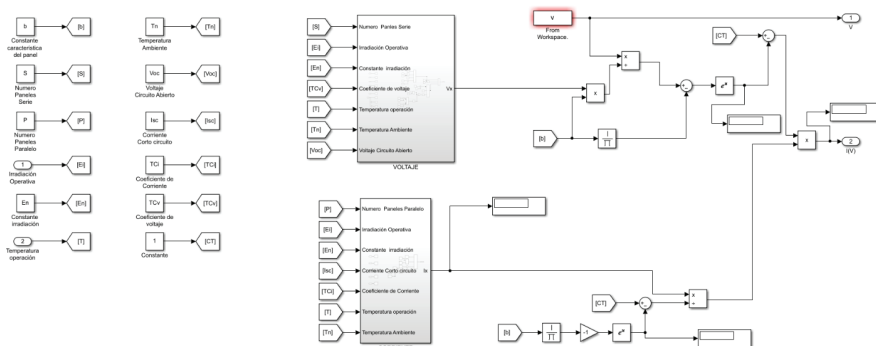 b
[b]
Constante
característica
del panel
Tn
[Tn]
Temperatura
Ambiente
S
[S]
Numero
Paneles
Serie
Voc
[Voc]
Voltaje
Circuito Abierto
P
[P]
Numero
Paneles
Paralelo
Isc
[Isc]
Corriente
Corto circuito
1
[Ei]
Irradiación
Operativa
TCi
[TCi]
Coeficiente de
Corriente
En
[En]
Constante
irradiación
TCv
[TCv]
Coeficiente de
voltaje
2
[T]
Temperatura
operación
1
[CT]
Constante
[S]
Numero Panles Serie
[Ei]
Irradiación Operativa
[En]
Constante irradiación
[TCv]
Coeficiente de voltaje
Vx
[T]
Temperatura operación
[Tn]
Temperatura Ambiente
[Voc]
Voltaje Circuito Abierto
VOLTAJE
v
From
Workspace.
1
V
[CT]
+
−
x
÷
x
+
−
eˣ
[b]
1
x
2
I(V)
[P]
Numero Paneles Paralelo
[Ei]
Irradiación Operativa
[En]
Constante irradiación
[Isc]
Corriente Corto circuito
Ix
[TCi]
Coeficiente de Corriente
[T]
Temperatura operación
[Tn]
Temperatura Ambiente
[CT]
+
−
x
÷
[b]
1
-1
eˣ